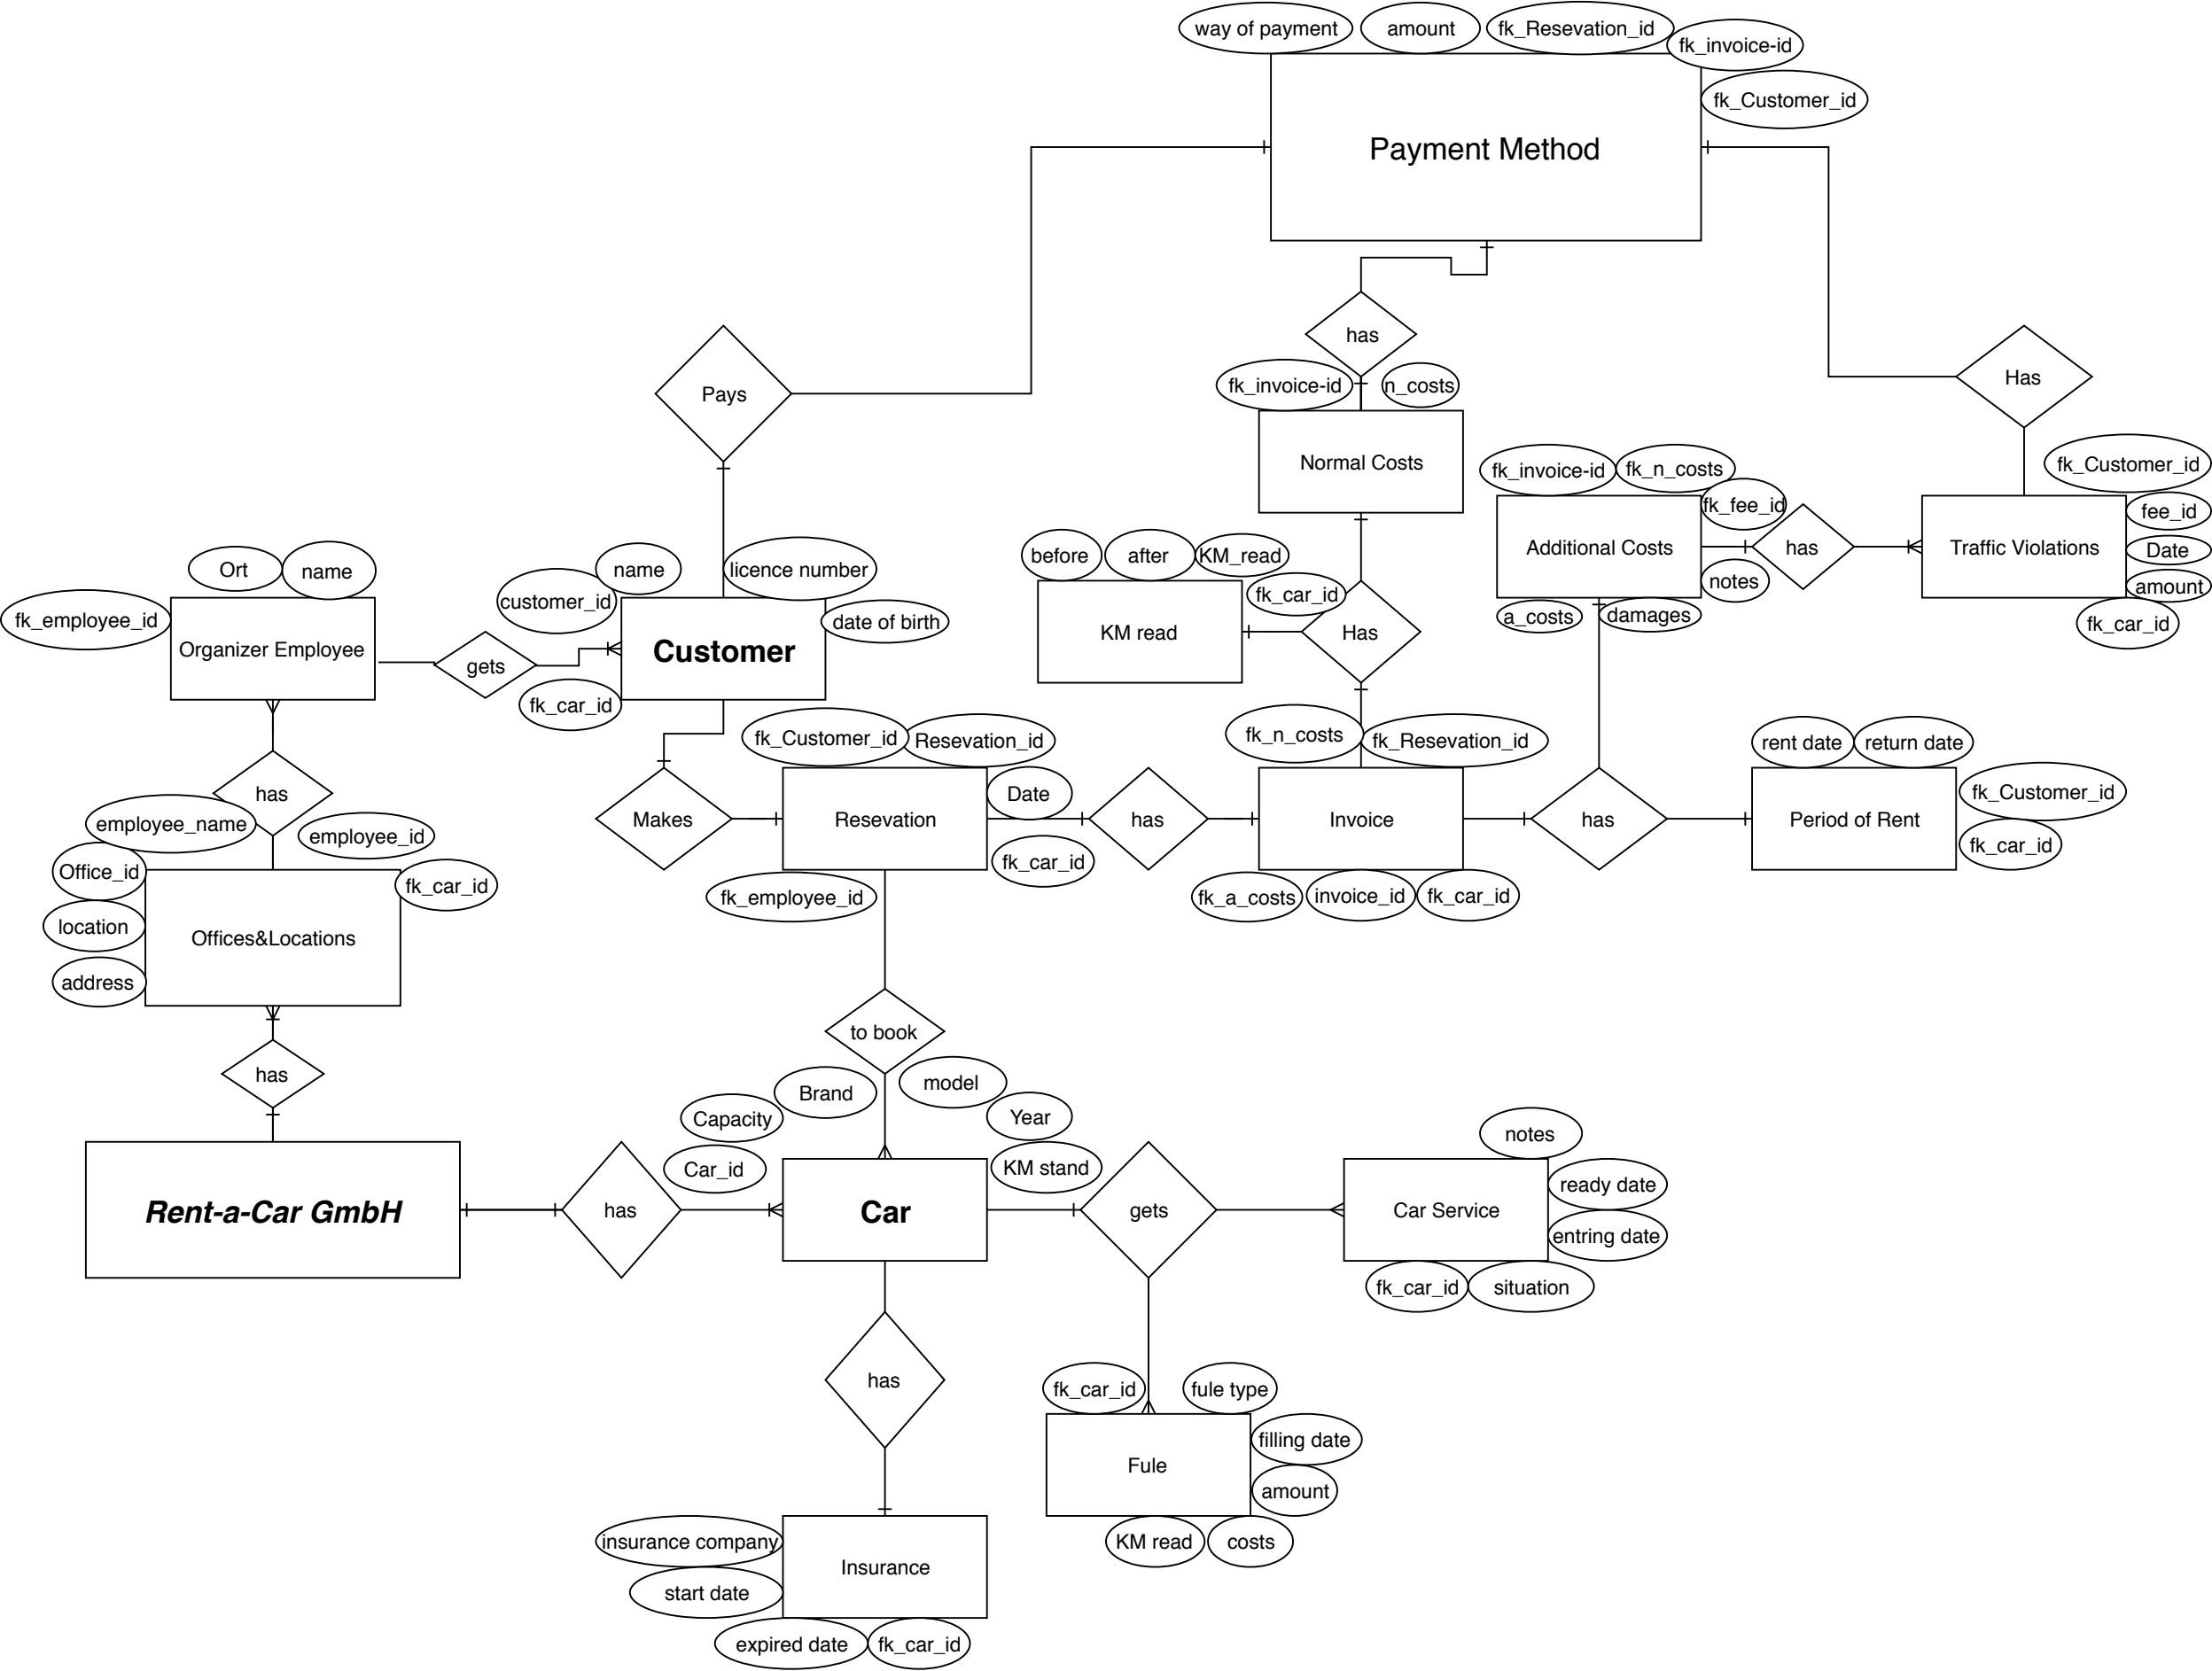 way of payment
amount
fk_Resevation_id
fk_invoice-id
fk_Customer_id
Payment Method
has
Pays
Has
fk_invoice-id
n_costs
Normal Costs
fk_invoice-id
fk_n_costs
fk_Customer_id
fk_fee_id
fee_id
Additional Costs
has
Traffic Violations
Date
notes
amount
a_costs
damages
fk_car_id
before
after
KM_read
fk_car_id
KM read
Has
Ort
name
fk_employee_id
Organizer Employee
gets
customer_id
name
licence number
date of birth
Customer
fk_car_id
fk_Customer_id
Resevation_id
fk_n_costs
fk_Resevation_id
rent date
return date
has
employee_name
employee_id
Makes
Resevation
Date
has
Invoice
has
Period of Rent
fk_Customer_id
fk_car_id
fk_car_id
Office_id
fk_car_id
fk_employee_id
fk_a_costs
invoice_id
fk_car_id
location
Offices&Locations
address
has
to book
Brand
model
Capacity
Year
Car_id
KM stand
notes
ready date
Rent-a-Car GmbH
has
Car
gets
Car Service
entring date
fk_car_id
situation
has
fk_car_id
fule type
filling date
Fule
amount
KM read
costs
insurance company
Insurance
start date
expired date
fk_car_id